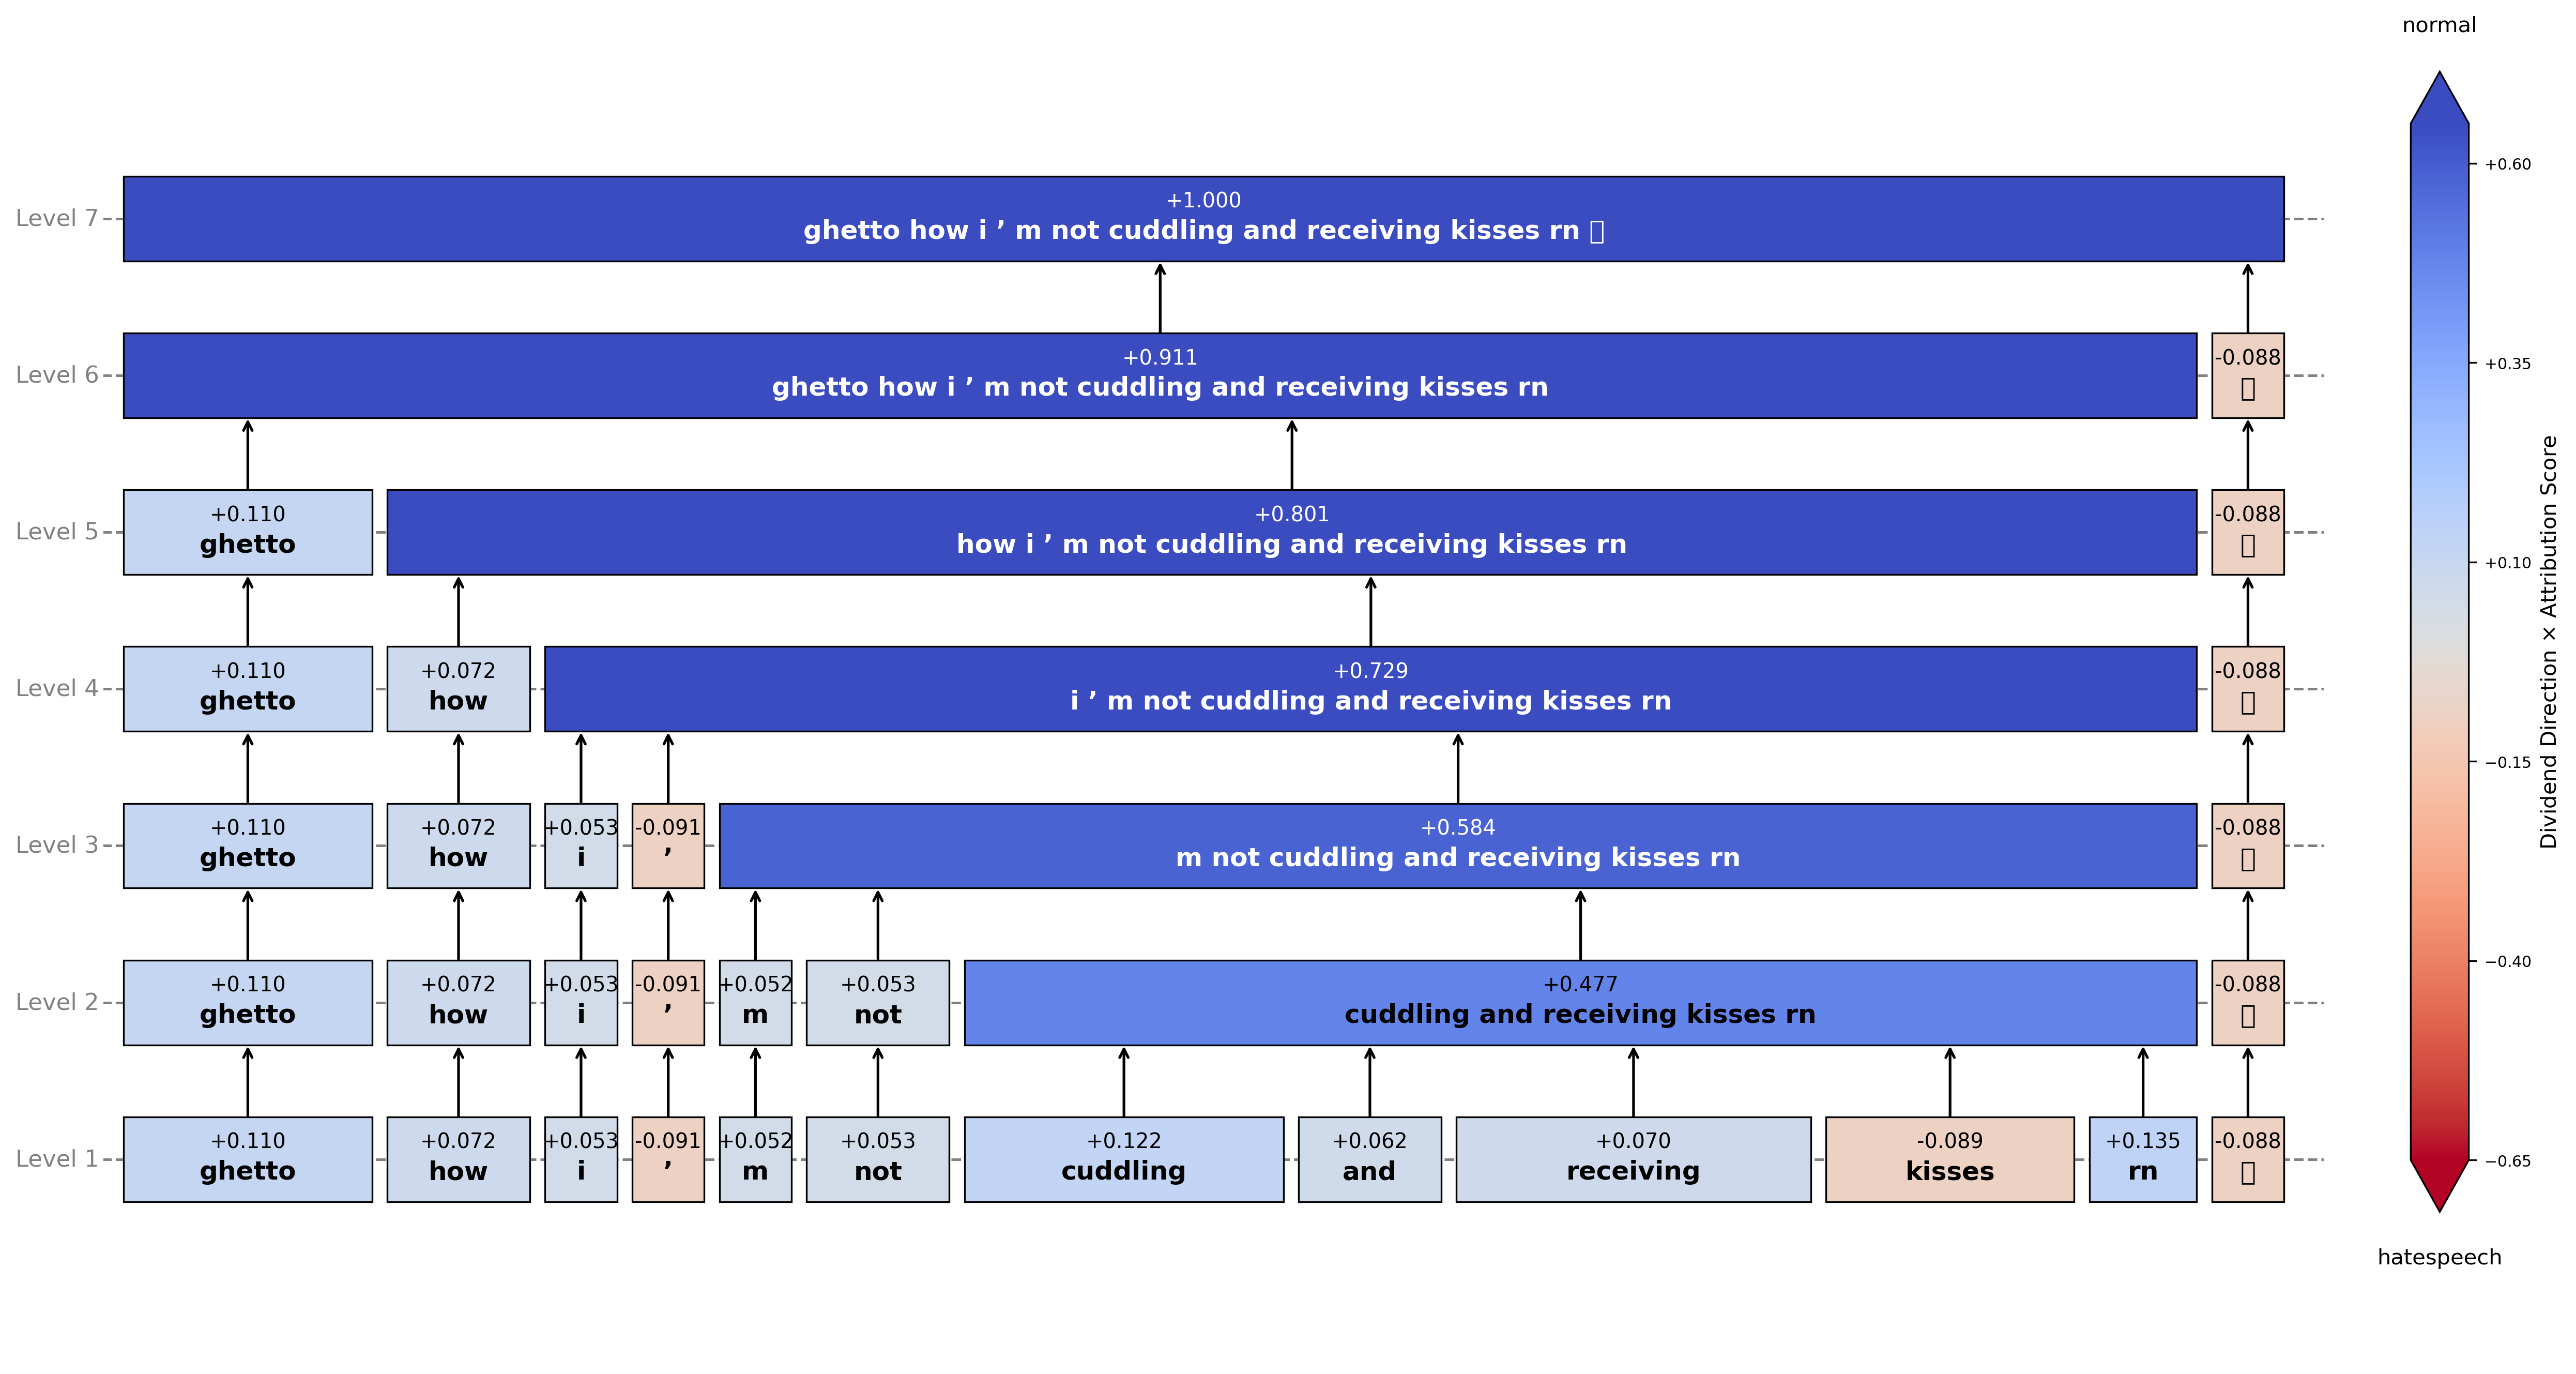 normal
Level 7
+1.000
ghetto how i ’ m not cuddling and receiving kisses rn
Level 6
+0.911
ghetto how i ’ m not cuddling and receiving kisses rn
-0.088
Level 5
+0.110
ghetto
+0.801
how i ’ m not cuddling and receiving kisses rn
-0.088
Level 4
+0.110
ghetto
+0.072
how
+0.729
i ’ m not cuddling and receiving kisses rn
-0.088
Level 3
+0.110
ghetto
+0.072
how
+0.053
i
-0.091
’
+0.584
m not cuddling and receiving kisses rn
-0.088
Level 2
+0.110
ghetto
+0.072
how
+0.053
i
-0.091
’
+0.052
m
+0.053
not
+0.477
cuddling and receiving kisses rn
-0.088
Level 1
+0.110
ghetto
+0.072
how
+0.053
i
-0.091
’
+0.052
m
+0.053
not
+0.122
cuddling
+0.062
and
+0.070
receiving
-0.089
kisses
+0.135
rn
-0.088
+0.60
+0.35
+0.10
−0.15
−0.40
−0.65
Dividend Direction × Attribution Score
hatespeech